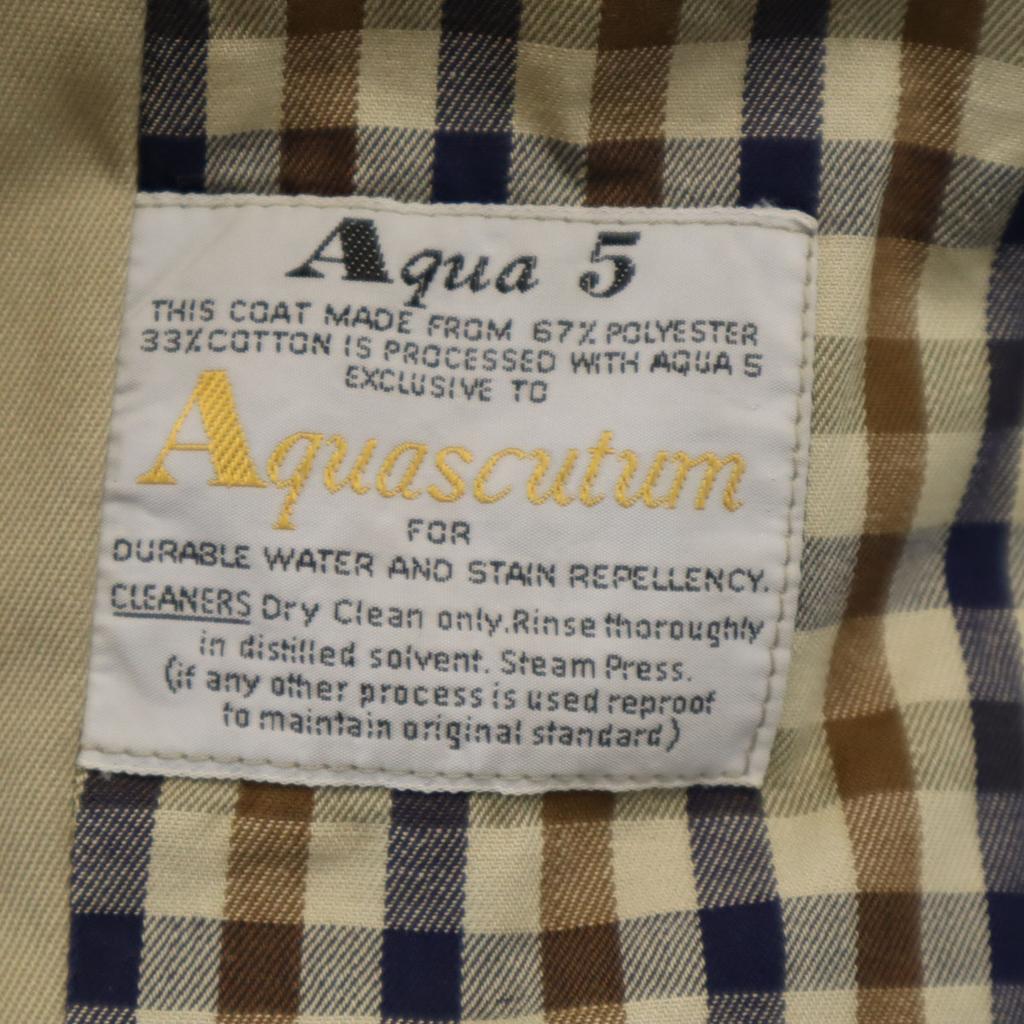 Aqua 5
THIS COAT MADE FROM 67% POLYESTER
33% COTTON IS PROCESSED WITH AQUA 5
EXCLUSIVE TO
Aquascutum
FOR
DURABLE WATER AND STAIN REPELLENCY.
CLEANERS Dry Clean only. Rinse thoroughly
in distilled solvent. Steam Press.
(if any other process is used reproof
to maintain original standard)